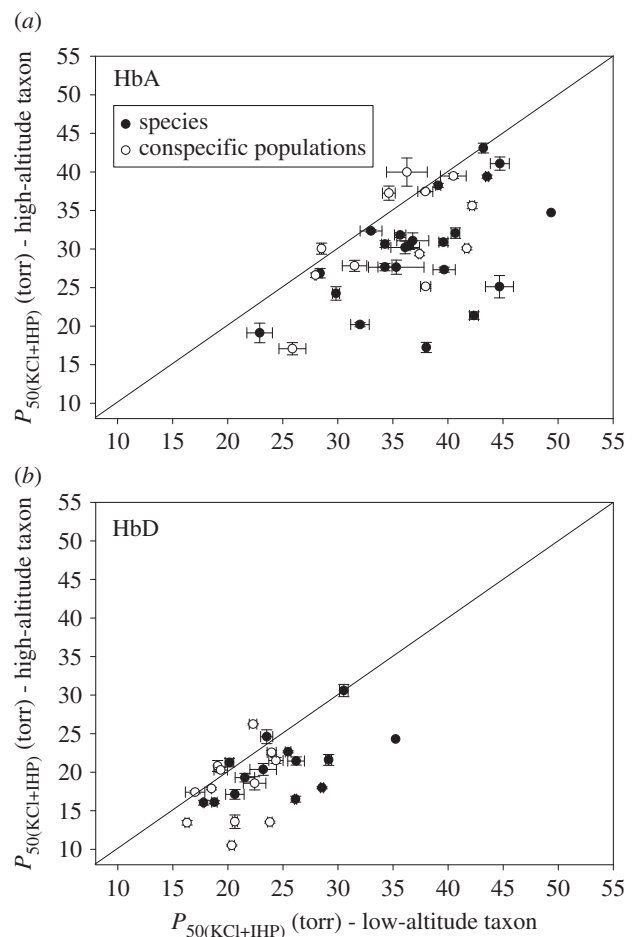 (a)
55
50
45
40
35
30
25
20
15
10
P50(KCl+IHP) (torr) - high-altitude taxon
HbA
species
conspecific populations
10 15 20 25 30 35 40 45 50 55
(b)
55
50
45
40
35
30
25
20
15
10
P50(KCl+IHP) (torr) - high-altitude taxon
HbD
10 15 20 25 30 35 40 45 50 55
P50(KCl+IHP) (torr) - low-altitude taxon